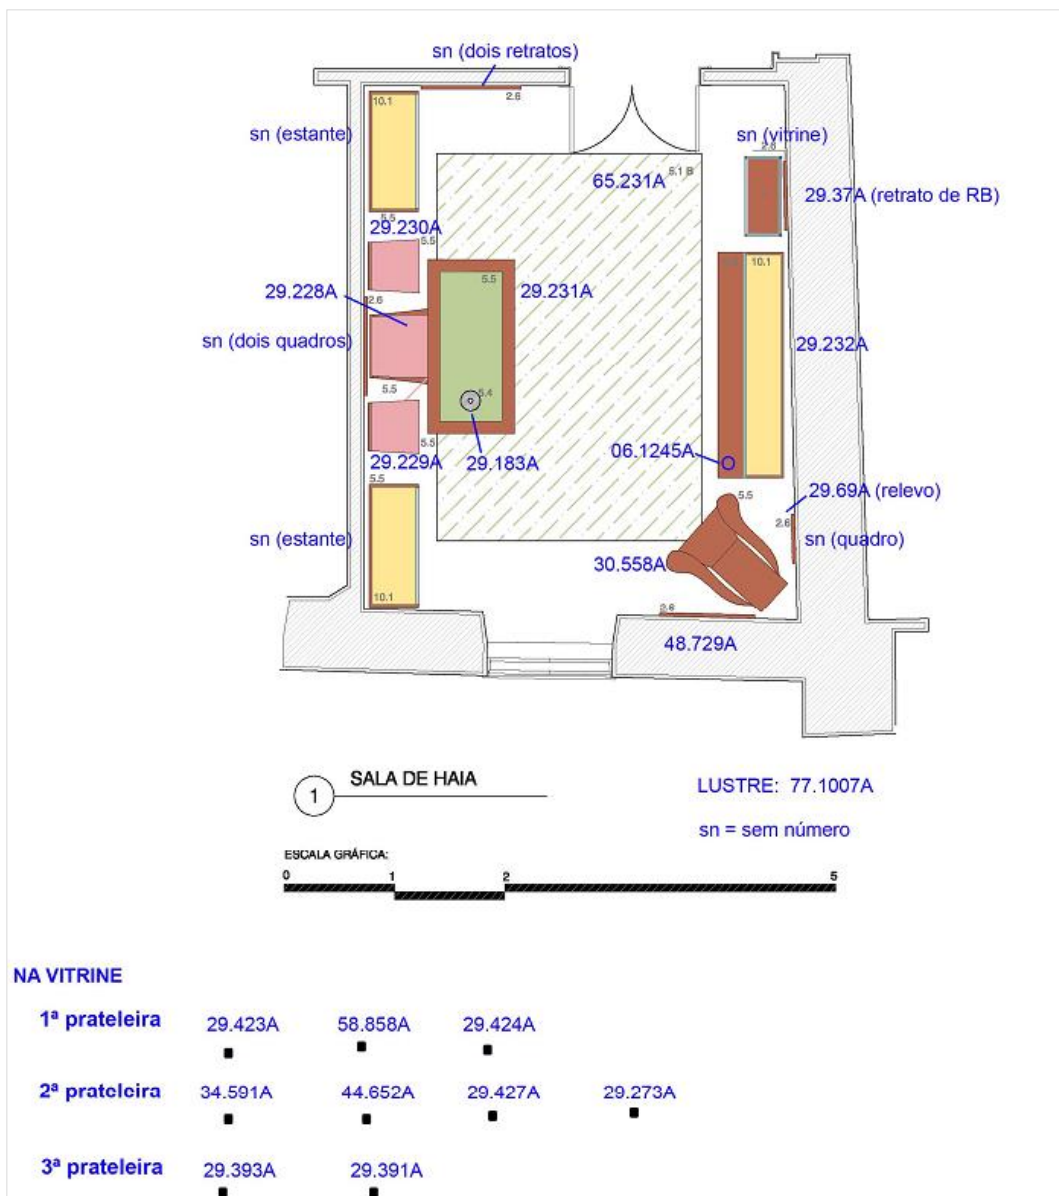 sn (dois retratos)
10.1
2.6
sn (estante)
sn (vitrine)
2.6
65.231A
5.1 B
29.37A (retrato de RB)
5.5
29.230A
5.5
10.1
5.5
29.228A
2.6
29.231A
sn (dois quadros)
29.232A
5.5
5.4
5.5
29.229A
29.183A
06.1245A
5.5
5.5
29.69A (relevo)
2.6
sn (estante)
sn (quadro)
30.558A
10.1
2.6
48.729A
1
SALA DE HAIA
LUSTRE: 77.1007A
sn = sem número
ESCALA GRÁFICA:
0 1 2 5
NA VITRINE
1ª prateleira 29.423A 58.858A 29.424A
2ª prateleira 34.591A 44.652A 29.427A 29.273A
3ª prateleira 29.393A 29.391A